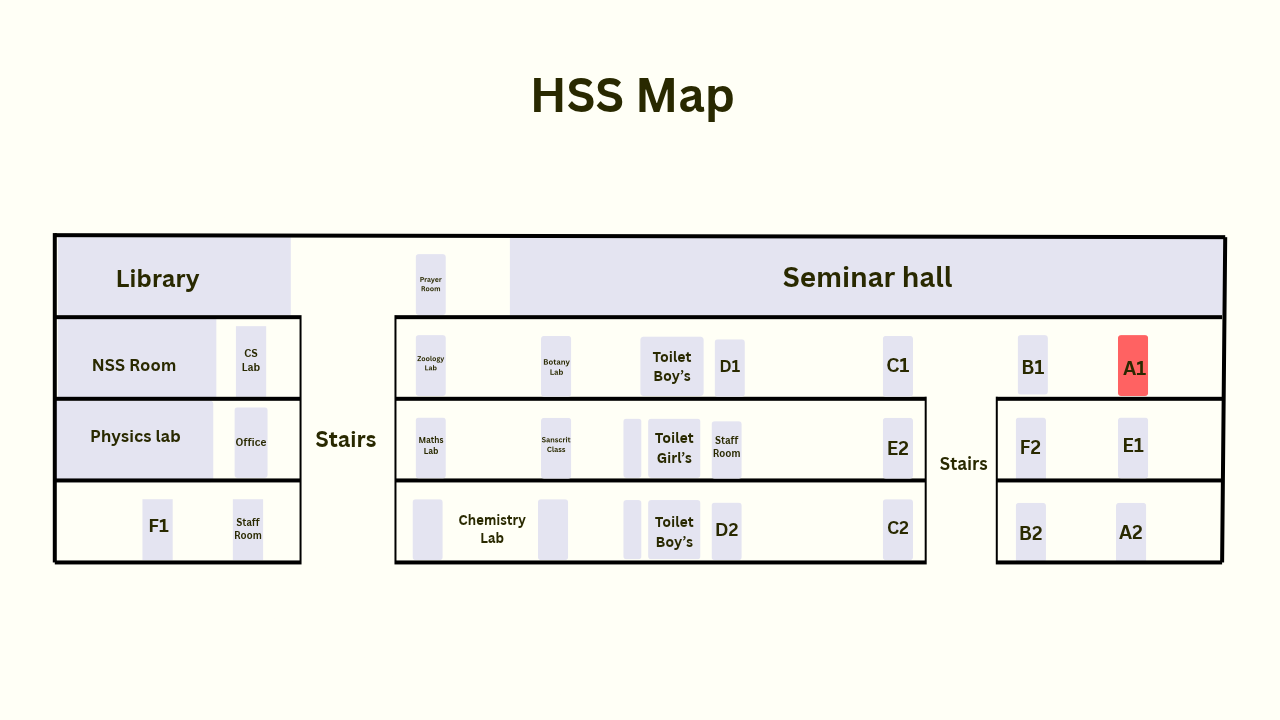 HSS Map
Library
Prayer
Room
Seminar hall
NSS Room
CS
Lab
Zoology
Lab
Botany
Lab
Toilet
Boy's
D1
C1
B1
A1
Physics lab
Office
Stairs
Maths
Lab
Sanscrit
Class
Toilet
Girl's
Staff
Room
E2
Stairs
F2
E1
F1
Staff
Room
Chemistry
Lab
Toilet
Boy's
D2
C2
B2
A2